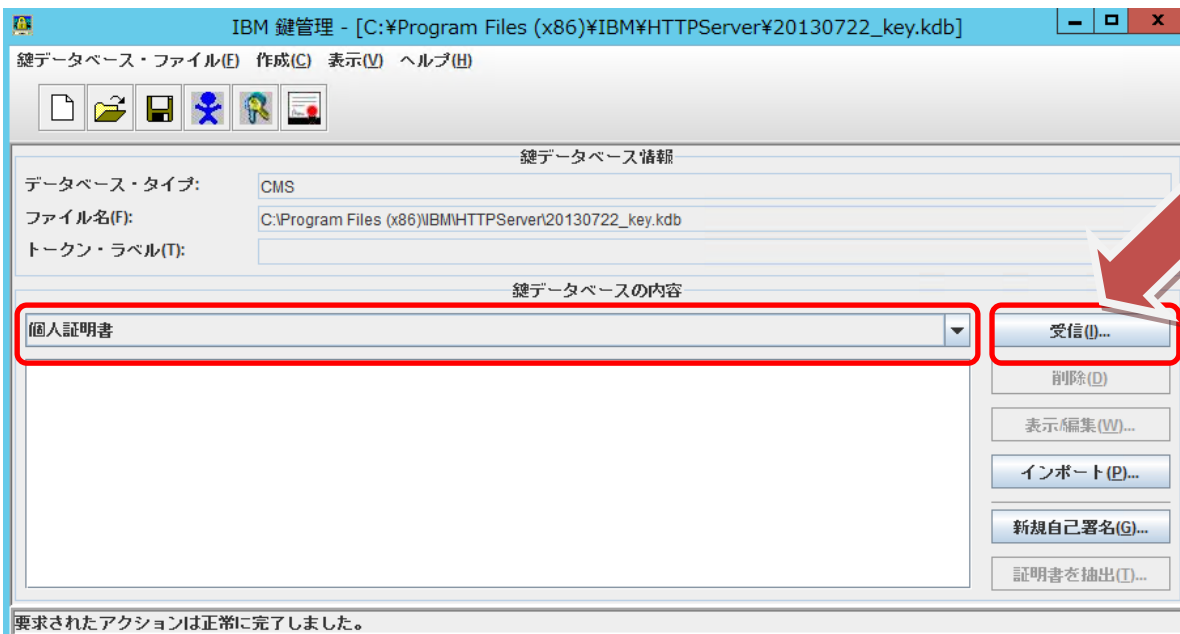 IBM 鍵管理 - [C:¥Program Files (x86)¥IBM¥HTTPServer¥20130722_key.kdb]
鍵データベース・ファイル(F) 作成(C) 表示(V) ヘルプ(H)
鍵データベース情報
データベース・タイプ: CMS
ファイル名(F): C:\Program Files (x86)\IBM\HTTPServer\20130722_key.kdb
トークン・ラベル(T):
鍵データベースの内容
個人証明書
受信(I)...
削除(D)
表示/編集(W)...
インポート(P)...
新規自己署名(G)...
証明書を抽出(T)...
要求されたアクションは正常に完了しました。